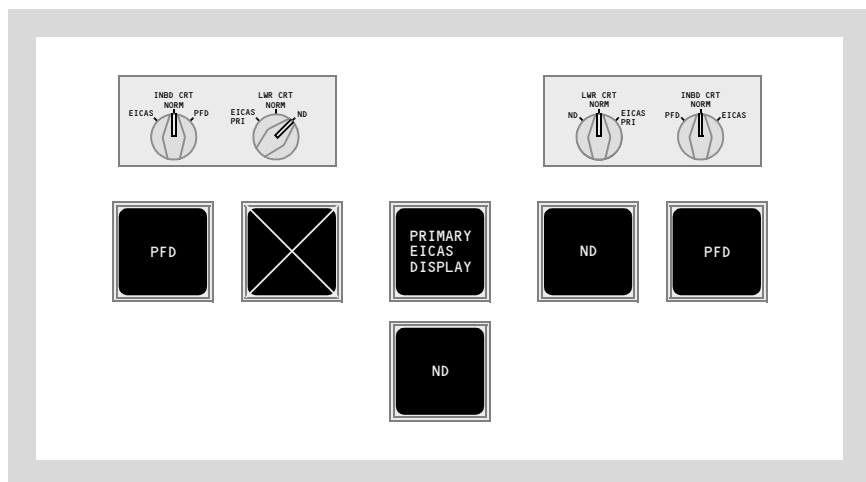 INBD CRT
NORM
EICAS
PFD
LWR CRT
NORM
EICAS
PRI
ND
LWR CRT
NORM
ND
EICAS
PRI
INBD CRT
NORM
PFD
EICAS
PFD
PRIMARY
EICAS
DISPLAY
ND
PFD
ND